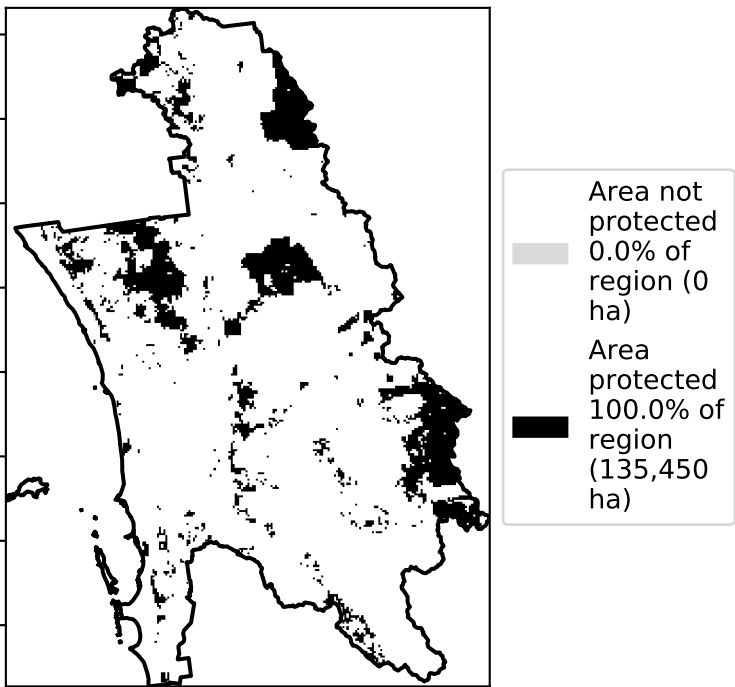 Area not
protected
0.0% of
region (0
ha)
Area
protected
100.0% of
region
(135,450
ha)